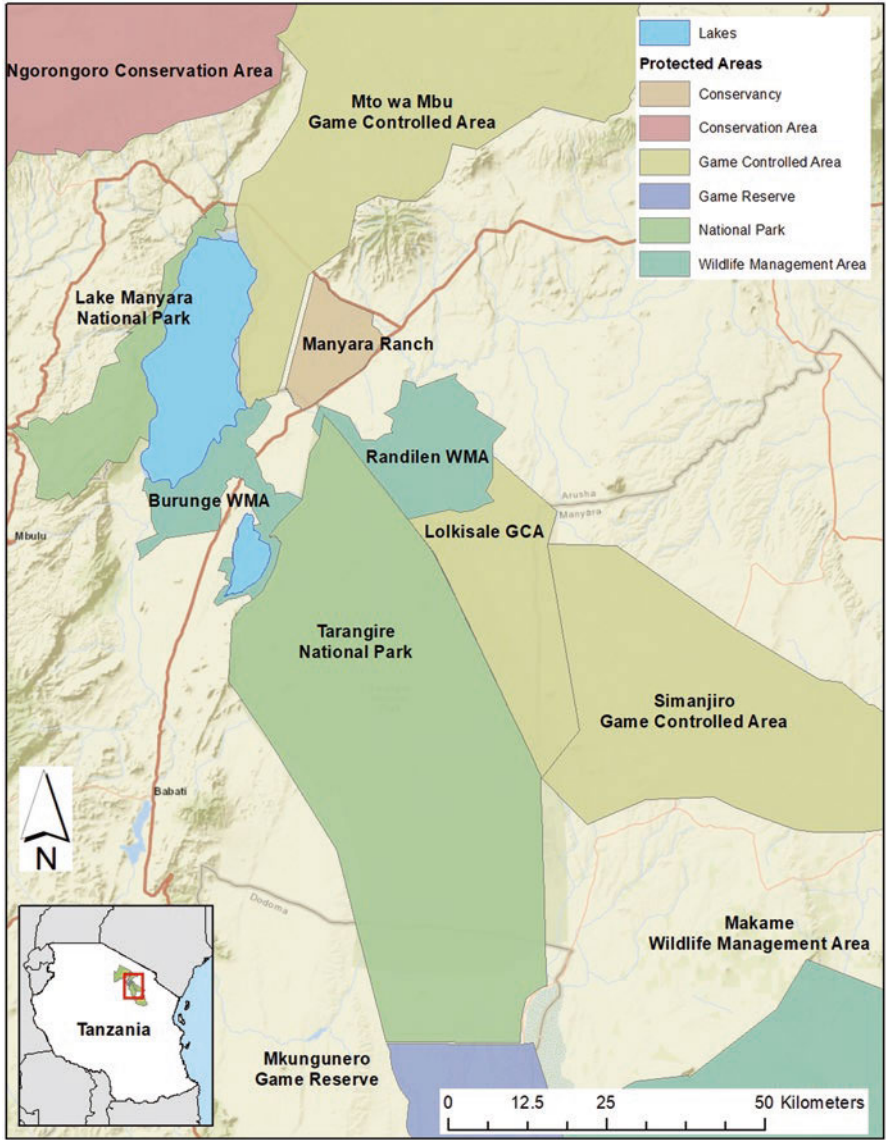 Ngorongoro Conservation Area
Mto wa Mbu
Game Controlled Area
Lakes
Protected Areas
Conservancy
Conservation Area
Game Controlled Area
Game Reserve
National Park
Wildlife Management Area
Lake Manyara
National Park
Manyara Ranch
Randilen WMA
Burunge WMA
Arusha
Manyara
Lolkisale GCA
Mbulu
Tarangire
National Park
Simanjiro
Game Controlled Area
Babati
N
Dodoma
Makame
Wildlife Management Area
Tanzania
Mkungunero
Game Reserve
0 12.5 25 50 Kilometers